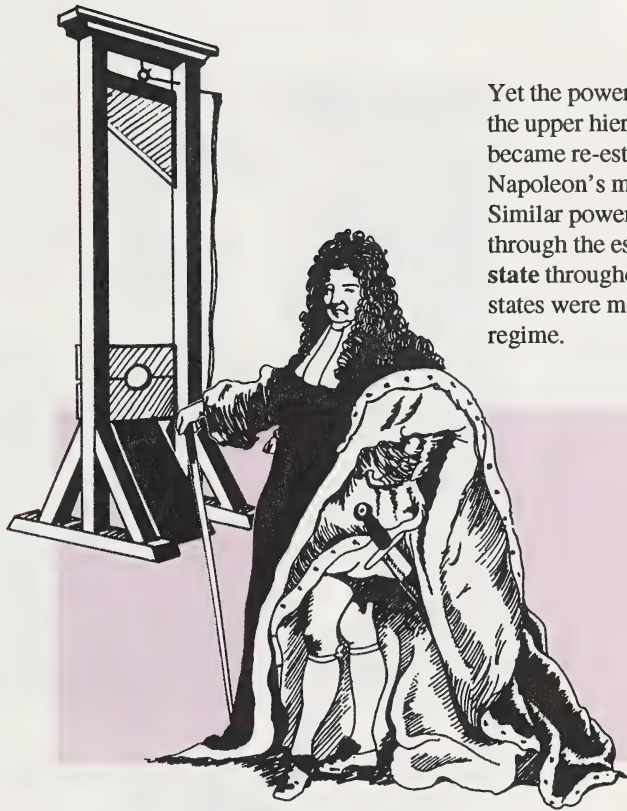 Yet the power
the upper hier
became re-est
Napoleon's m
Similar power
through the es
state through
states were m
regime.